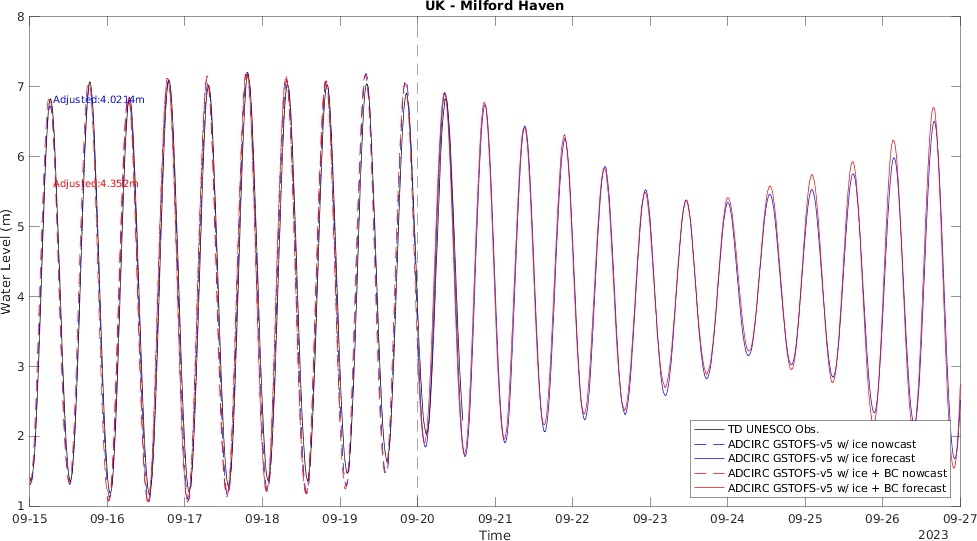 UK - Milford Haven
8
7
6
5
4
3
2
1
Water Level (m)
Adjusted:4.0214m
Adjusted:4.352m
TD UNESCO Obs.
ADCIRC GSTOFS-v5 w/ ice nowcast
ADCIRC GSTOFS-v5 w/ ice forecast
ADCIRC GSTOFS-v5 w/ ice + BC nowcast
ADCIRC GSTOFS-v5 w/ ice + BC forecast
09-15 09-16 09-17 09-18 09-19 09-20 09-21 09-22 09-23 09-24 09-25 09-26 09-27
Time
2023